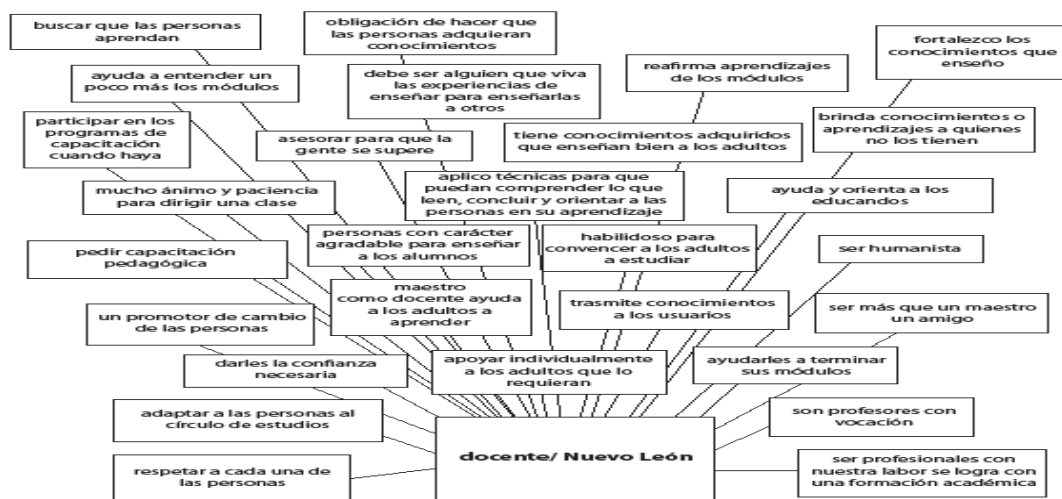 buscar que las personas
aprendan
obligación de hacer que
las personas adquieran
conocimientos
fortalezco los
conocimientos que
enseño
ayuda a entender un
poco más los módulos
debe ser alguien que viva
las experiencias de
enseñar para enseñarlas
a otros
reafirma aprendizajes
de los módulos
participar en los
programas de
capacitación
cuando haya
asesorar para que la
gente se supere
tiene conocimientos adquiridos
que enseñan bien a los adultos
brinda conocimientos o
aprendizajes a quienes
no los tienen
mucho ánimo y paciencia
para dirigir una clase
aplico técnicas para que
puedan comprender lo que
leen, concluir y orientar a las
personas en su aprendizaje
ayuda y orienta a los
educandos
pedir capacitación
pedagógica
personas con carácter
agradable para enseñar
a los alumnos
habilidoso para
convencer a los adultos
a estudiar
ser humanista
un promotor de cambio
de las personas
maestro
como docente ayuda
a los adultos a
aprender
trasmite conocimientos
a los usuarios
ser más que un maestro
un amigo
darles la confianza
necesaria
apoyar individualmente
a los adultos que lo
requieran
ayudarles a terminar
sus módulos
adaptar a las personas al
círculo de estudios
son profesores con
vocación
docente/ Nuevo León
respetar a cada una de
las personas
ser profesionales con
nuestra labor se logra con
una formación académica